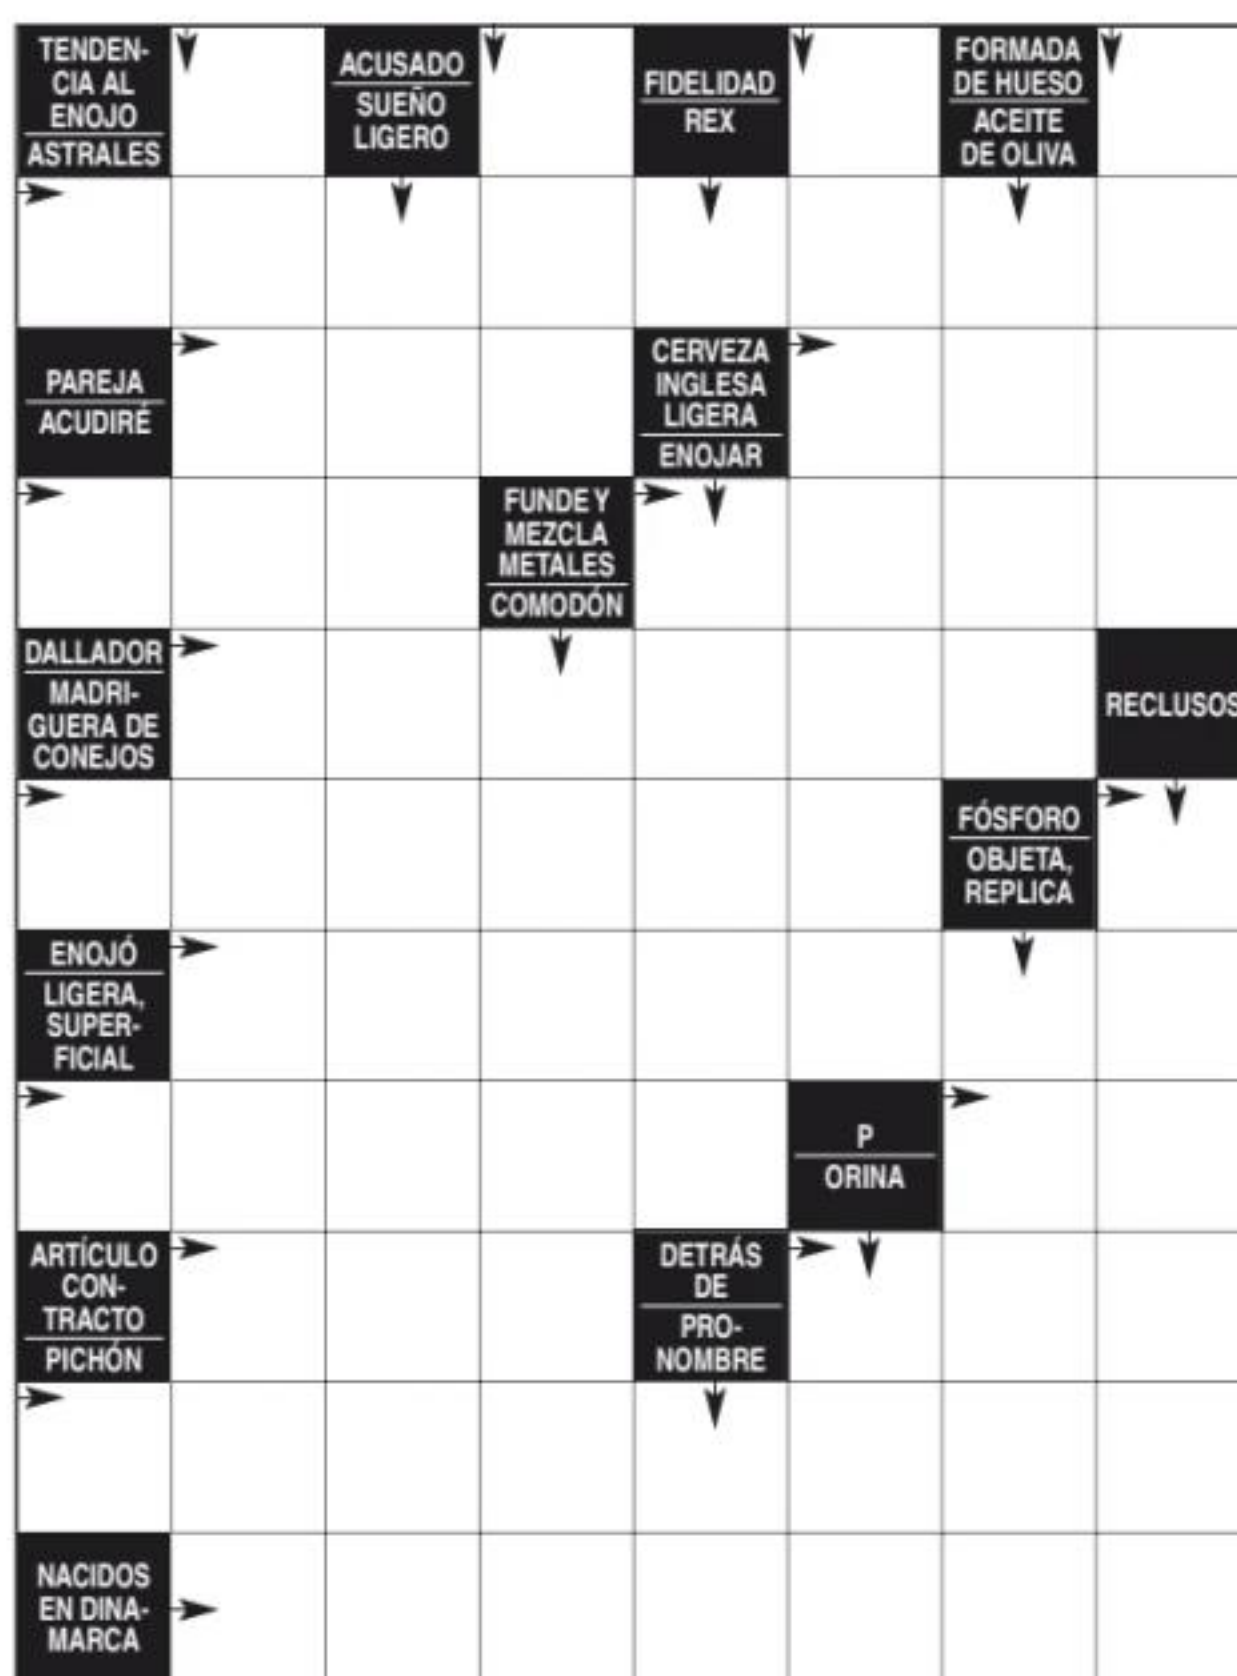 TENDEN-
CIA AL
ENOJO
ASTRALES
ACUSADO
SUEÑO
LIGERO
FIDELIDAD
REX
FORMADA
DE HUESO
ACEITE
DE OLIVA
PAREJA
ACUDIRÉ
CERVEZA
INGLESA
LIGERA
ENOJAR
FUNDE Y
MEZCLA
METALES
COMODÓN
DALLADOR
MADRI-
GUERA DE
CONEJOS
RECLUSOS
FÓSFORO
OBJETA,
REPLICA
ENOJÓ
LIGERA,
SUPER-
FICIAL
P
ORINA
ARTÍCULO
CON-
TRACTO
PICHÓN
DETRÁS
DE
PRO-
NOMBRE
NACIDOS
EN DINA-
MARCA